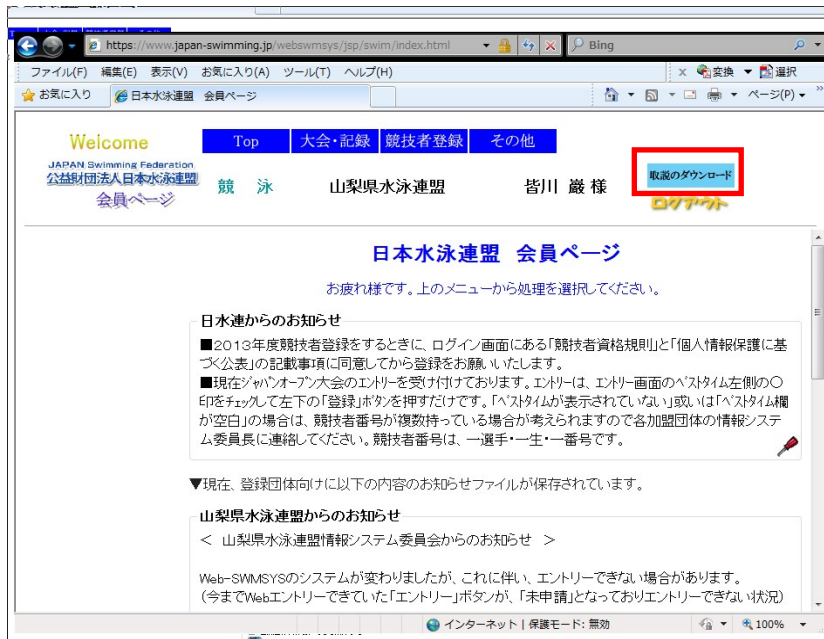 https://www.japan-swimming.jp/webswmsys/jsp/swim/index.html
Bing
ファイル(F) 編集(E) 表示(V) お気に入り(A) ツール(T) ヘルプ(H)
x 変換 選択
お気に入り 日本水泳連盟 会員ページ
ページ(P)
Welcome
Top 大会・記録 競技者登録 その他
JAPAN Swimming Federation
公益財団法人日本水泳連盟
会員ページ
競 泳 山梨県水泳連盟 皆川 巌 様
取説のダウンロード
ログアウト
日本水泳連盟 会員ページ
お疲れ様です。上のメニューから処理を選択してください。
日水連からのお知らせ
■2013年度競技者登録をするときに、ログイン画面にある「競技者資格規則」と「個人情報保護に基
づく公表」の記載事項に同意してから登録をお願いいたします。
■現在ジャパンオープン大会のエントリーを受け付けております。エントリーは、エントリー画面のベストタイム左側の○
印をチェックして左下の「登録」ボタンを押すだけです。「ベストタイムが表示されていない」或いは「ベストタイム欄
が空白」の場合は、競技者番号が複数持っている場合が考えられますので各加盟団体の情報システ
ム委員長に連絡してください。競技者番号は、一選手・一生・一番号です。
▼現在、登録団体向けに以下の内容のお知らせファイルが保存されています。
山梨県水泳連盟からのお知らせ
＜ 山梨県水泳連盟情報システム委員会からのお知らせ ＞
Web-SWMSYSのシステムが変わりましたが、これに伴い、エントリーできない場合があります。
(今までWebエントリーできていた「エントリー」ボタンが、「未申請」となっておりエントリーできない状況)
インターネット | 保護モード: 無効
100%